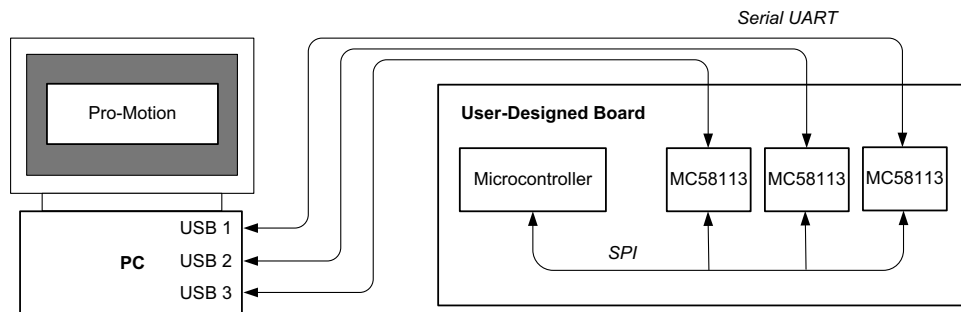 Serial UART
Pro-Motion
User-Designed Board
Microcontroller
MC58113
MC58113
MC58113
USB 1
PC
USB 2
SPI
USB 3